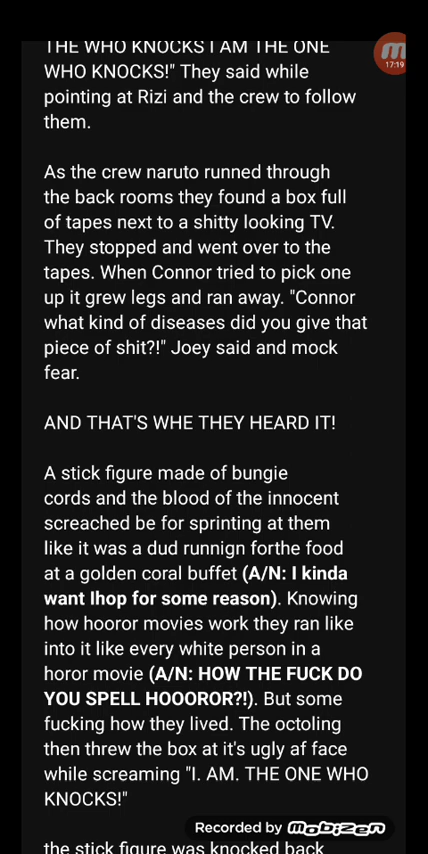 THE WHO KNOCKS I AM THE ONE
WHO KNOCKS!" They said while
pointing at Rizi and the crew to follow
them.
As the crew naruto runned through
the back rooms they found a box full
of tapes next to a shitty looking TV.
They stopped and went over to the
tapes. When Connor tried to pick one
up it grew legs and ran away. "Connor
what kind of diseases did you give that
piece of shit?!" Joey said and mock
fear.
AND THAT'S WHE THEY HEARD IT!
A stick figure made of bungie
cords and the blood of the innocent
screached be for sprinting at them
like it was a dud runnign forthe food
at a golden coral buffet (A/N: I kinda
want Ihop for some reason). Knowing
how hooror movies work they ran like
into it like every white person in a
horor movie (A/N: HOW THE FUCK DO
YOU SPELL HOOOROR?!). But some
fucking how they lived. The octoling
then threw the box at it's ugly af face
while screaming "I. AM. THE ONE WHO
KNOCKS!"
the stick figure was knocked back
17:19
Recorded by mobizen